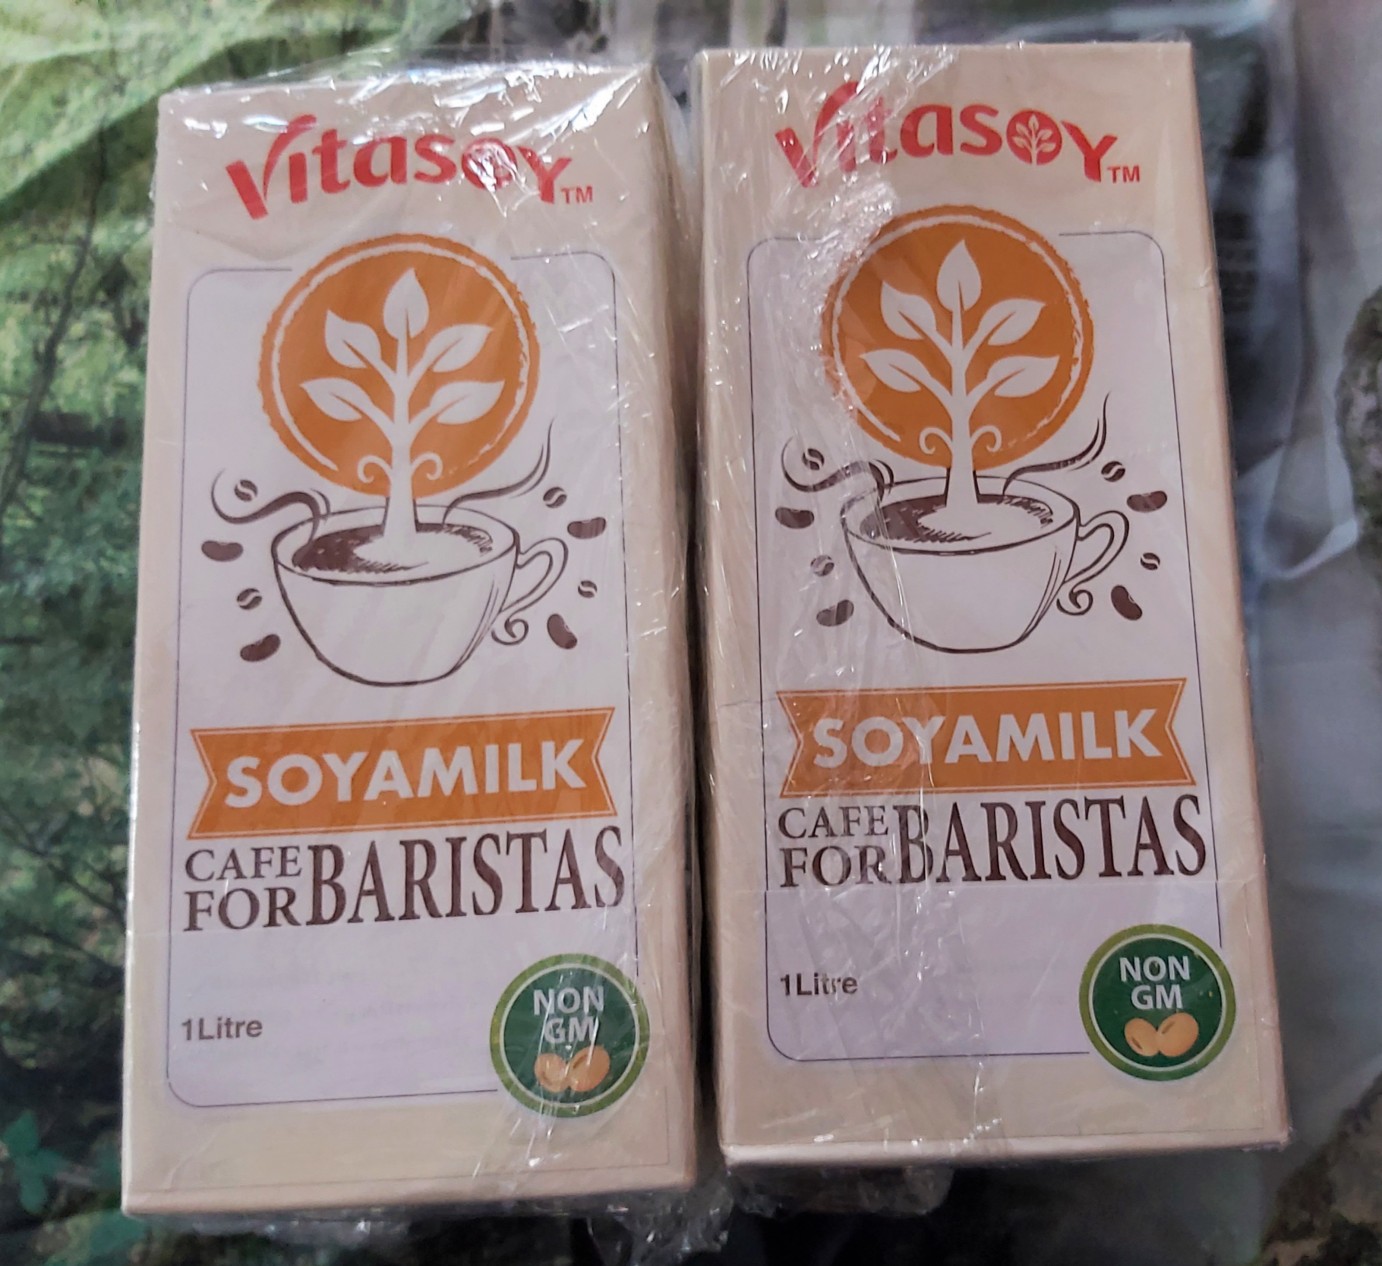 Vitasoy™
SOYAMILK
CAFE
FOR BARISTAS
1Litre
NON
GM
Vitasoy™
SOYAMILK
CAFE
FOR BARISTAS
1Litre
NON
GM